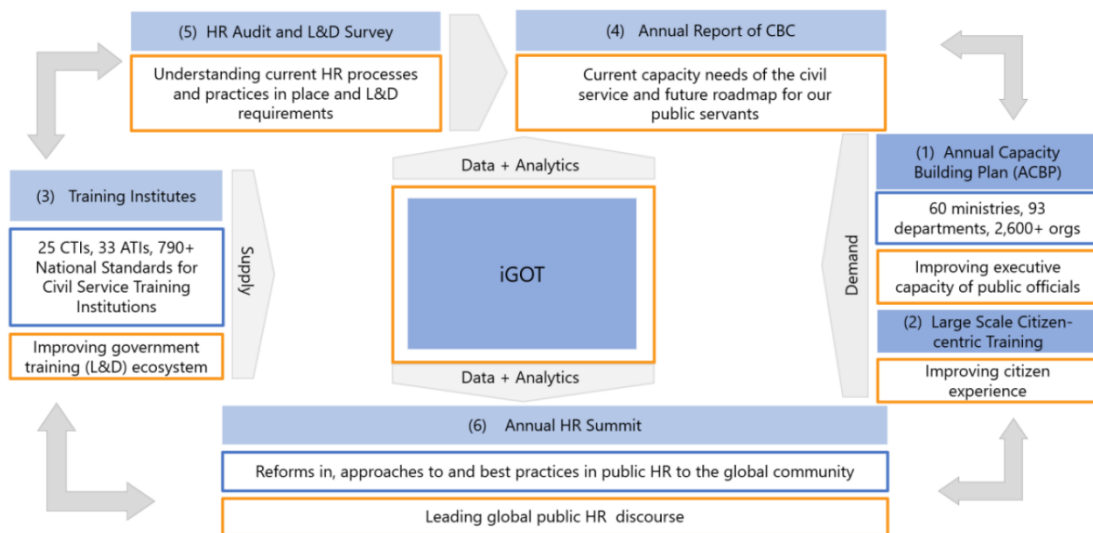 (5) HR Audit and L&D Survey
Understanding current HR processes
and practices in place and L&D
requirements
(4) Annual Report of CBC
Current capacity needs of the civil
service and future roadmap for our
public servants
(3) Training Institutes
25 CTIs, 33 ATIs, 790+
National Standards for
Civil Service Training
Institutions
Improving government
training (L&D) ecosystem
Supply
Data + Analytics
iGOT
Data + Analytics
Demand
(1) Annual Capacity
Building Plan (ACBP)
60 ministries, 93
departments, 2,600+ orgs
Improving executive
capacity of public officials
(2) Large Scale Citizen-
centric Training
Improving citizen
experience
(6) Annual HR Summit
Reforms in, approaches to and best practices in public HR to the global community
Leading global public HR discourse